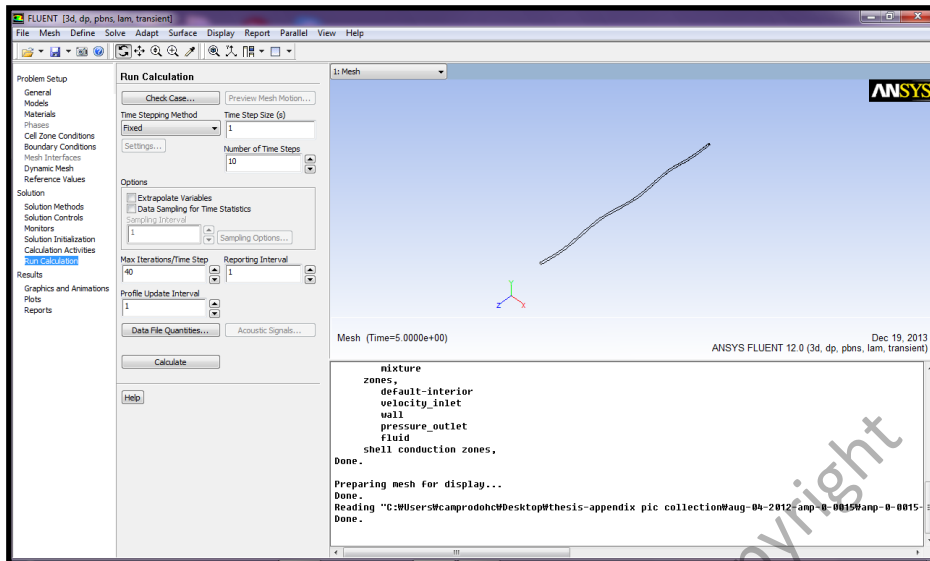 FLUENT [3d, dp, pbns, lam, transient]
File Mesh Define Solve Adapt Surface Display Report Parallel View Help
Problem Setup
General
Models
Materials
Phases
Cell Zone Conditions
Boundary Conditions
Mesh Interfaces
Dynamic Mesh
Reference Values
Solution
Solution Methods
Solution Controls
Monitors
Solution Initialization
Calculation Activities
Run Calculation
Results
Graphics and Animations
Plots
Reports
Run Calculation
Check Case... Preview Mesh Motion...
Time Stepping Method Time Step Size (s)
Fixed 1
Settings... Number of Time Steps
10
Options
Extrapolate Variables
Data Sampling for Time Statistics
Sampling Interval
1 Sampling Options...
Max Iterations/Time Step Reporting Interval
40 1
Profile Update Interval
1
Data File Quantities... Acoustic Signals...
Calculate
Help
1: Mesh
ANSYS
Y
Z X
Mesh (Time=5.0000e+00) Dec 19, 2013
ANSYS FLUENT 12.0 (3d, dp, pbns, lam, transient)
mixture
zones,
default-interior
velocity_inlet
wall
pressure_outlet
fluid
shell conduction zones,
Done.
Preparing mesh for display...
Done.
Reading "C:₩Users₩camprodohc₩Desktop₩thesis-appendix pic collection₩aug-04-2012-amp-0-0015₩amp-0-0015-
Done.